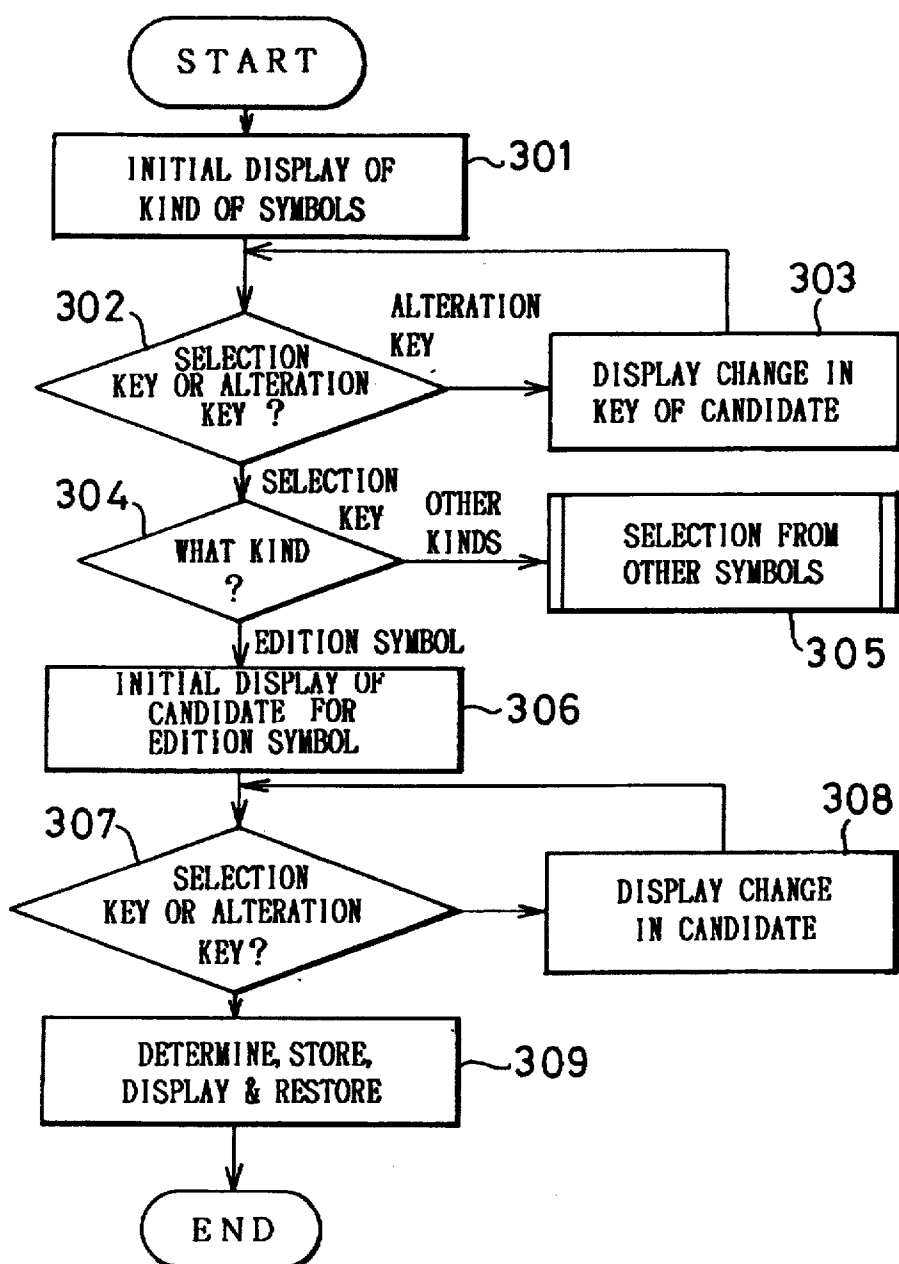 START
INITIAL DISPLAY OF
KIND OF SYMBOLS
301
302
SELECTION
KEY OR ALTERATION
KEY ?
ALTERATION
KEY
303
DISPLAY CHANGE IN
KEY OF CANDIDATE
SELECTION
KEY
304
WHAT KIND
?
OTHER
KINDS
SELECTION FROM
OTHER SYMBOLS
305
EDITION SYMBOL
INITIAL DISPLAY OF
CANDIDATE FOR
EDITION SYMBOL
306
307
SELECTION
KEY OR ALTERATION
KEY?
308
DISPLAY CHANGE
IN CANDIDATE
DETERMINE, STORE,
DISPLAY & RESTORE
309
END